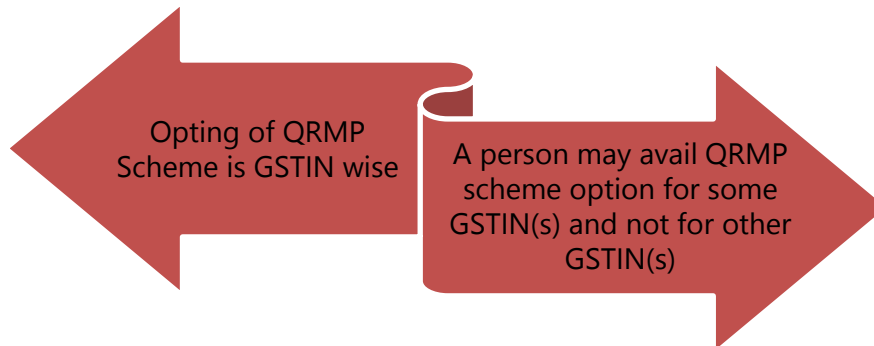 Opting of QRMP
Scheme is GSTIN wise
A person may avail QRMP
scheme option for some
GSTIN(s) and not for other
GSTIN(s)